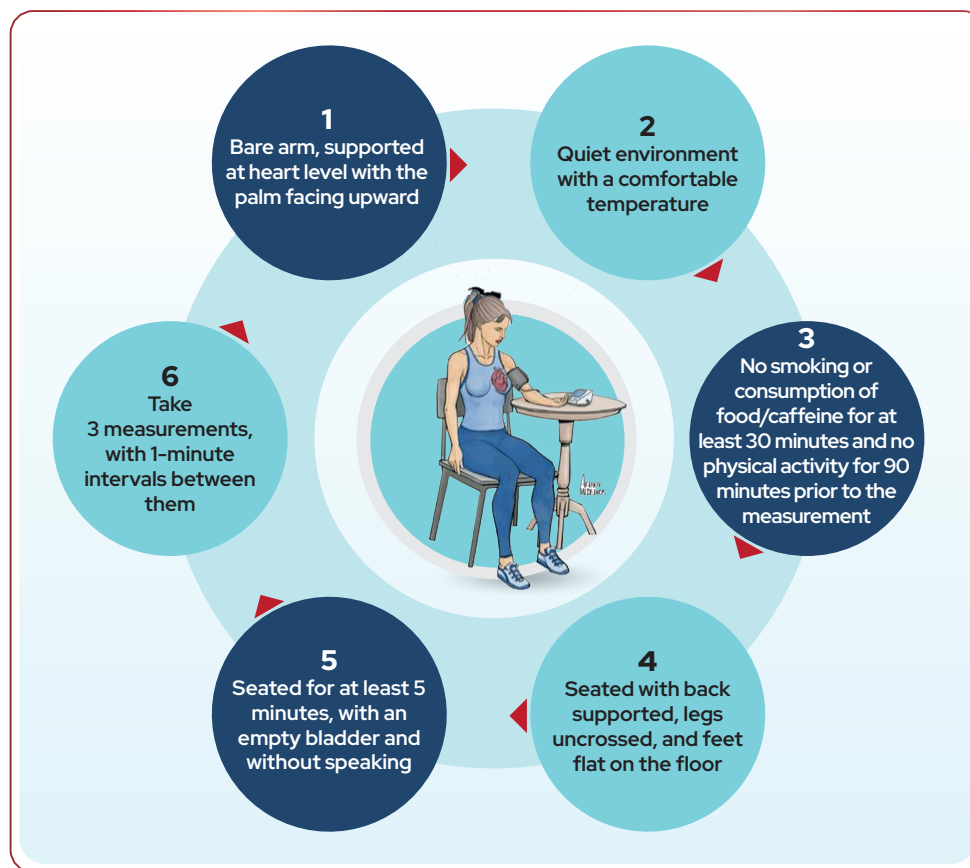 1
Bare arm, supported
at heart level with the
palm facing upward
2
Quiet environment
with a comfortable
temperature
3
No smoking or
consumption of
food/caffeine for at
least 30 minutes and no
physical activity for 90
minutes prior to the
measurement
4
Seated with back
supported, legs
uncrossed, and feet
flat on the floor
5
Seated for at least 5
minutes, with an
empty bladder and
without speaking
6
Take
3 measurements,
with 1-minute
intervals between
them